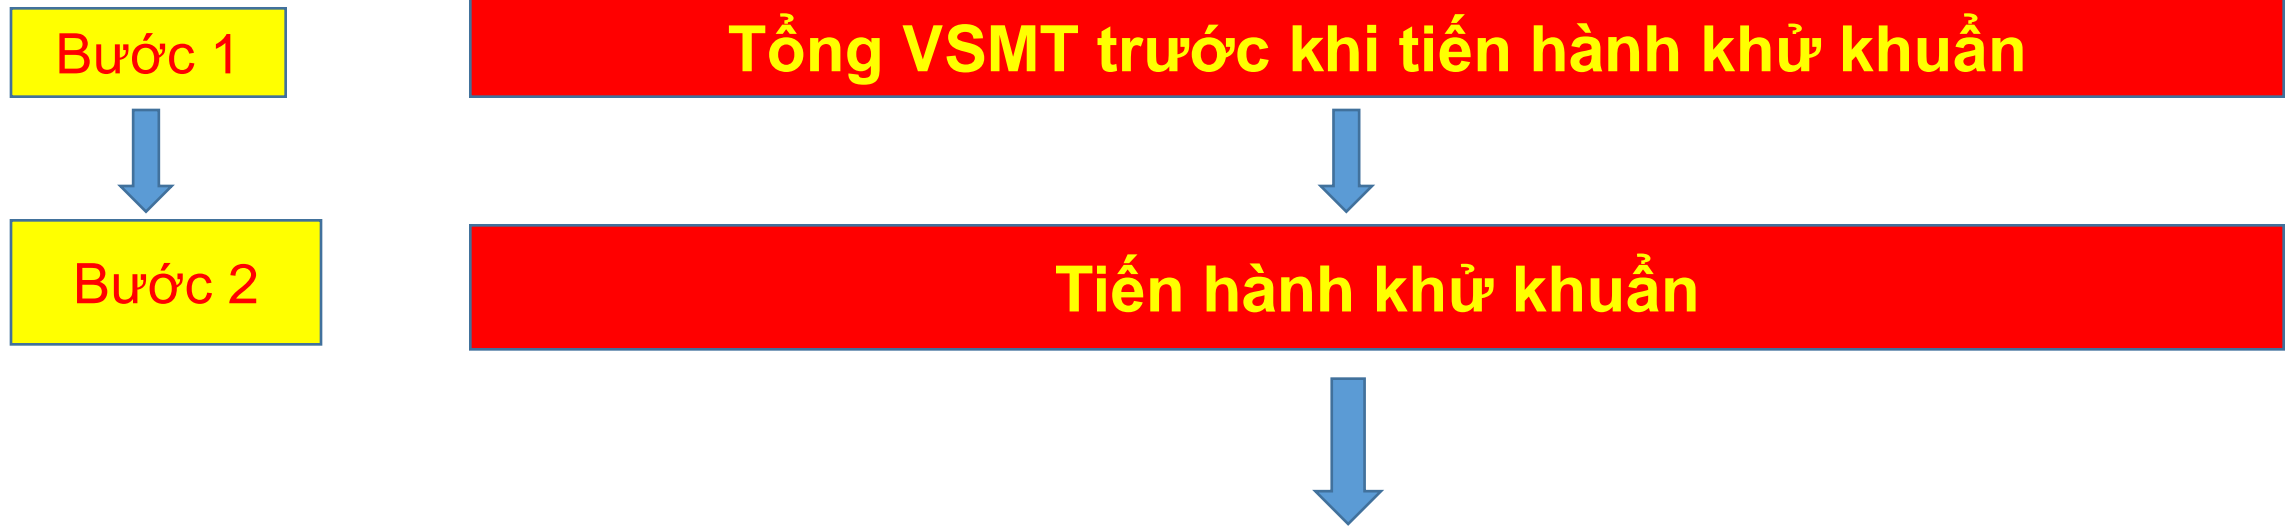 Bước 1
Tổng VSMT trước khi tiến hành khử khuẩn
Bước 2
Tiến hành khử khuẩn